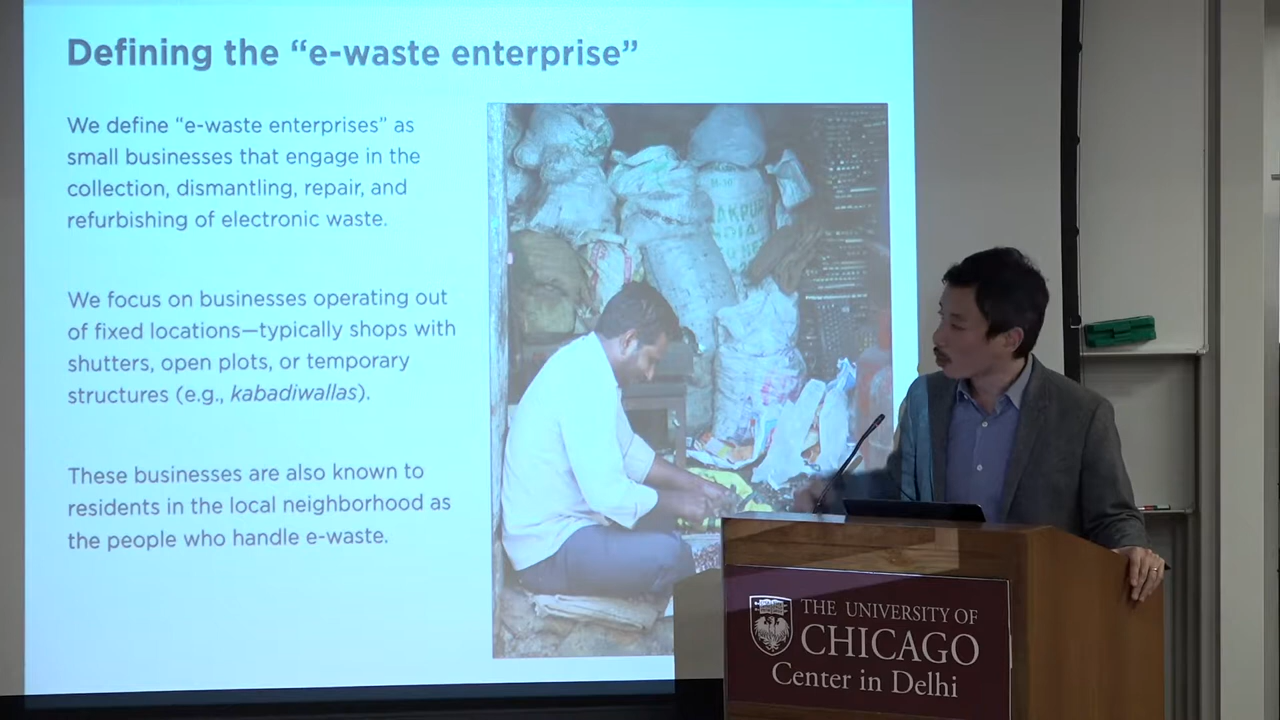 Defining the “e-waste enterprise”
We define “e-waste enterprises” as
small businesses that engage in the
collection, dismantling, repair, and
refurbishing of electronic waste.
We focus on businesses operating out
of fixed locations—typically shops with
shutters, open plots, or temporary
structures (e.g., kabadiwallas).
These businesses are also known to
residents in the local neighborhood as
the people who handle e-waste.
THE UNIVERSITY OF
CHICAGO
Center in Delhi